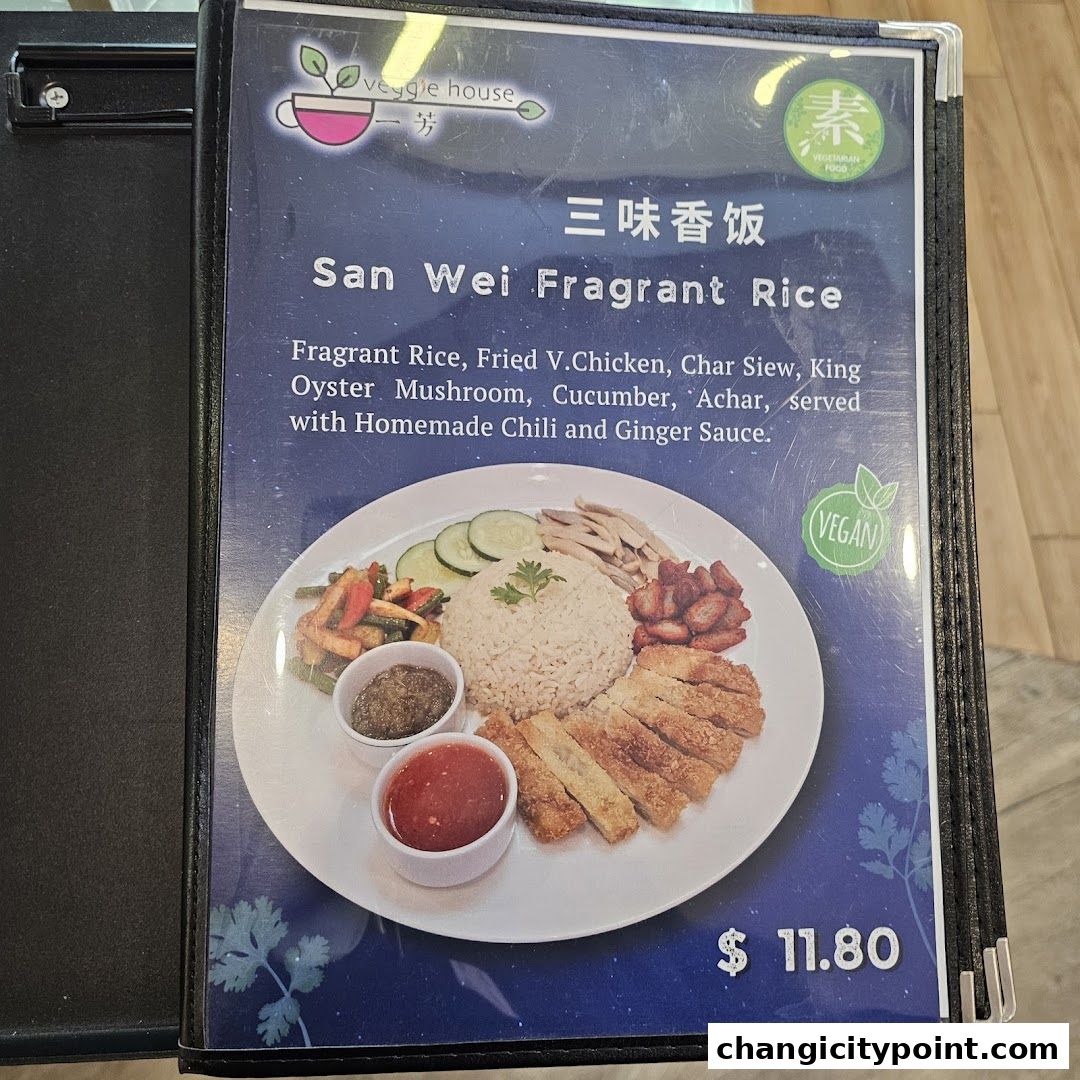 veggie house
一芳
素
VEGETARIAN
FOOD
三味香饭
San Wei Fragrant Rice
Fragrant Rice, Fried V.Chicken, Char Siew, King
Oyster Mushroom, Cucumber, Achar, served
with Homemade Chili and Ginger Sauce.
VEGAN
$ 11.80
changicitypoint.com